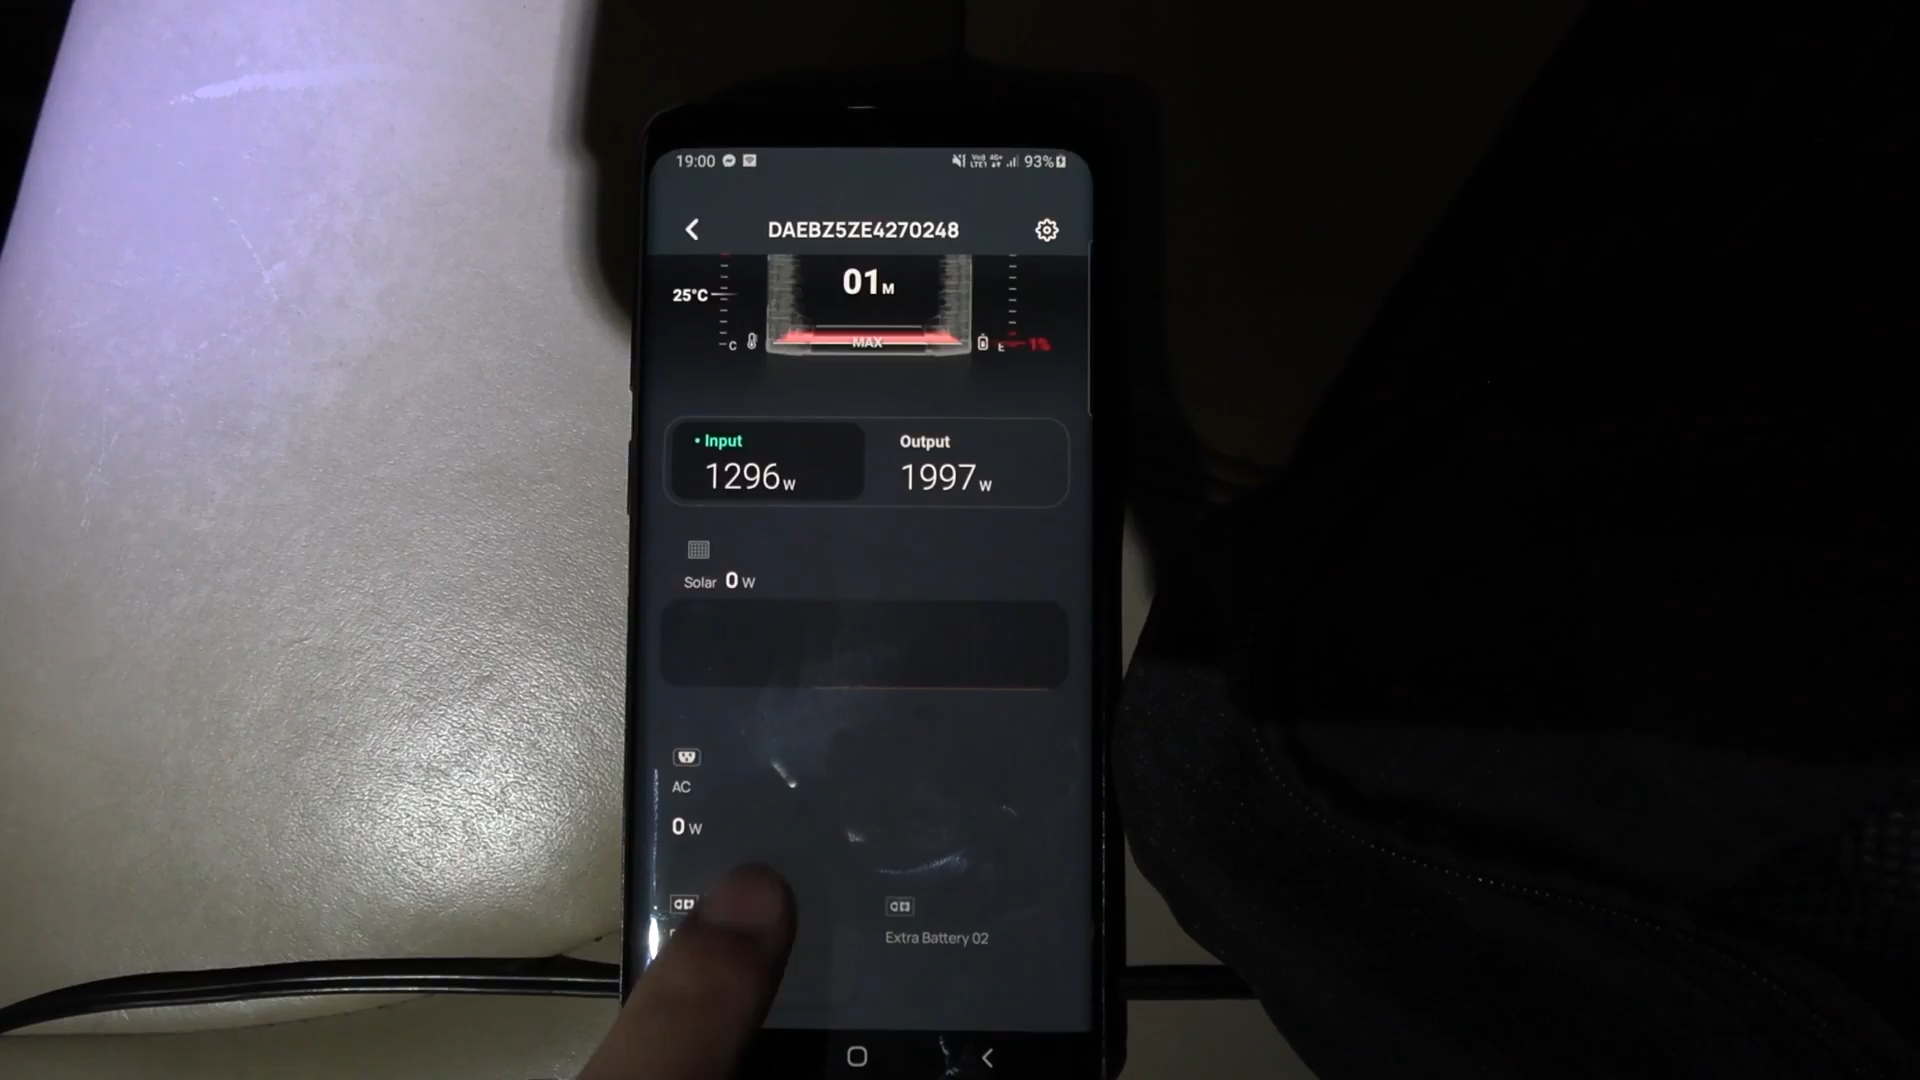 19:00 93%
DAEBZ5ZE4270248
01M
25°C
C MAX E 1%
Input Output
1296W 1997W
Solar 0 W
AC
0 W
Extra Battery 02